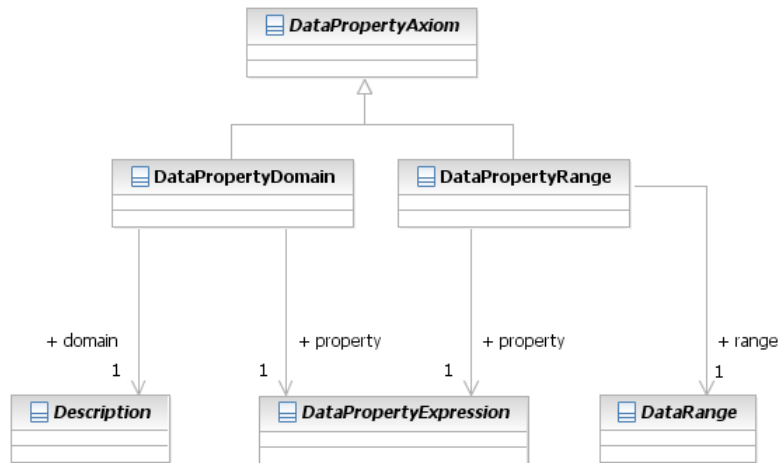 DataPropertyAxiom
DataPropertyDomain
DataPropertyRange
+ domain
+ property
+ property
+ range
1
1
1
1
Description
DataPropertyExpression
DataRange